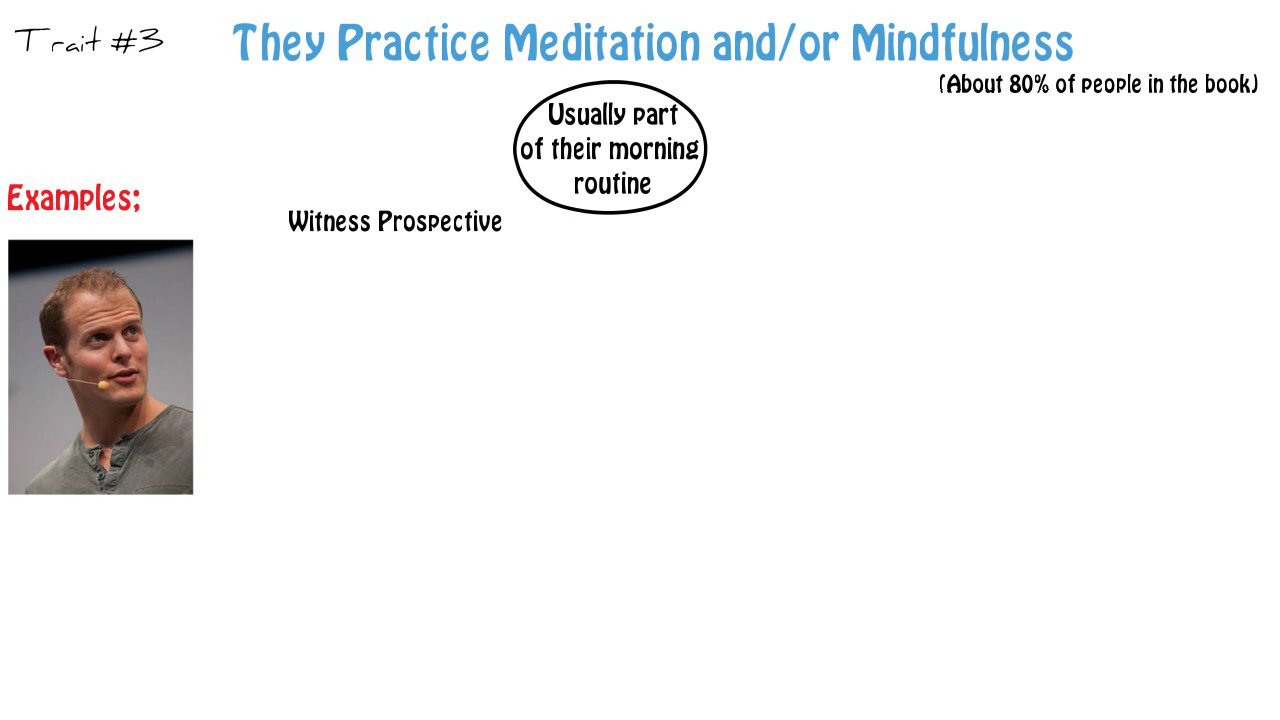 Trait #3
They Practice Meditation and/or Mindfulness
(About 80% of people in the book)
Usually part
of their morning
routine
Examples;
Witness Prospective